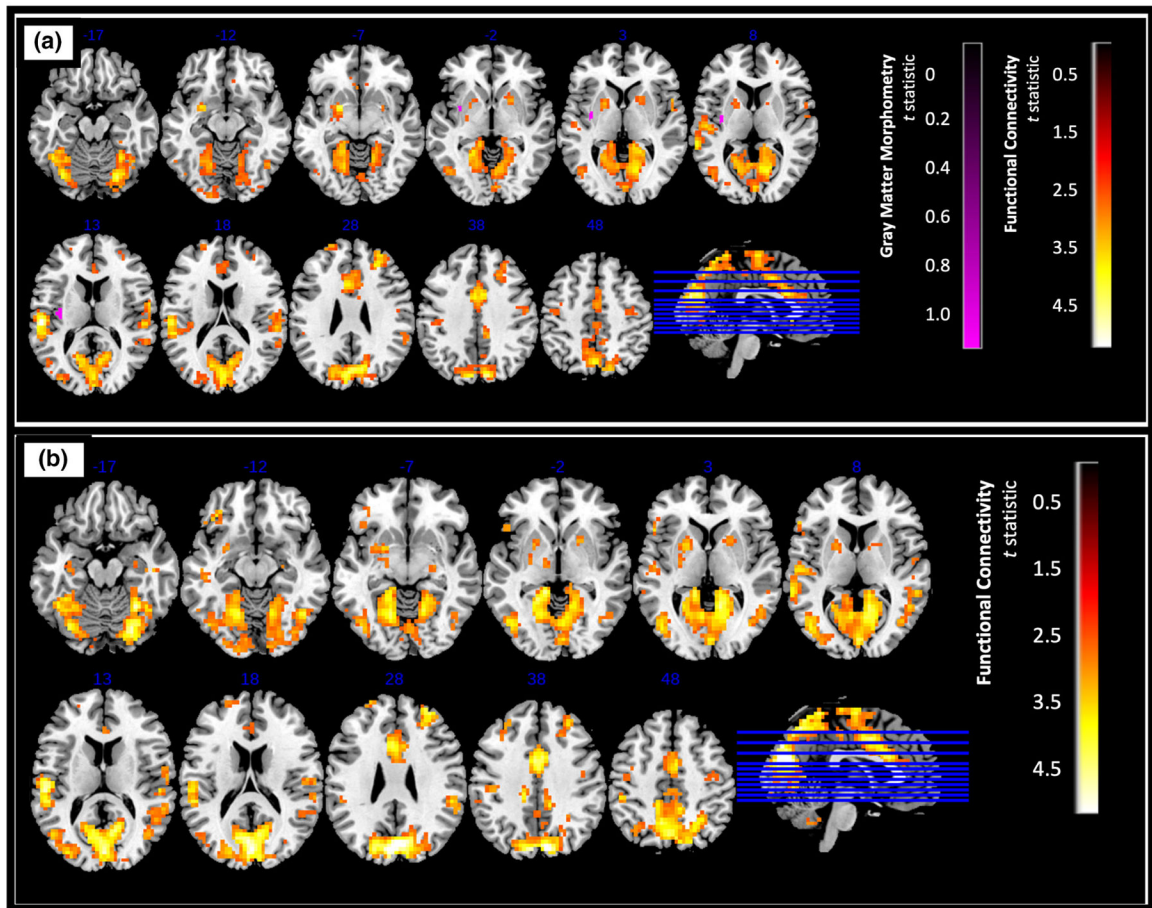 (a)
-17 -12 -7 -2 3 8
13 18 28 38 48
Gray Matter Morphometry
t statistic
0
0.2
0.4
0.6
0.8
1.0
Functional Connectivity
t statistic
0.5
1.5
2.5
3.5
4.5
(b)
-17 -12 -7 -2 3 8
13 18 28 38 48
Functional Connectivity
t statistic
0.5
1.5
2.5
3.5
4.5